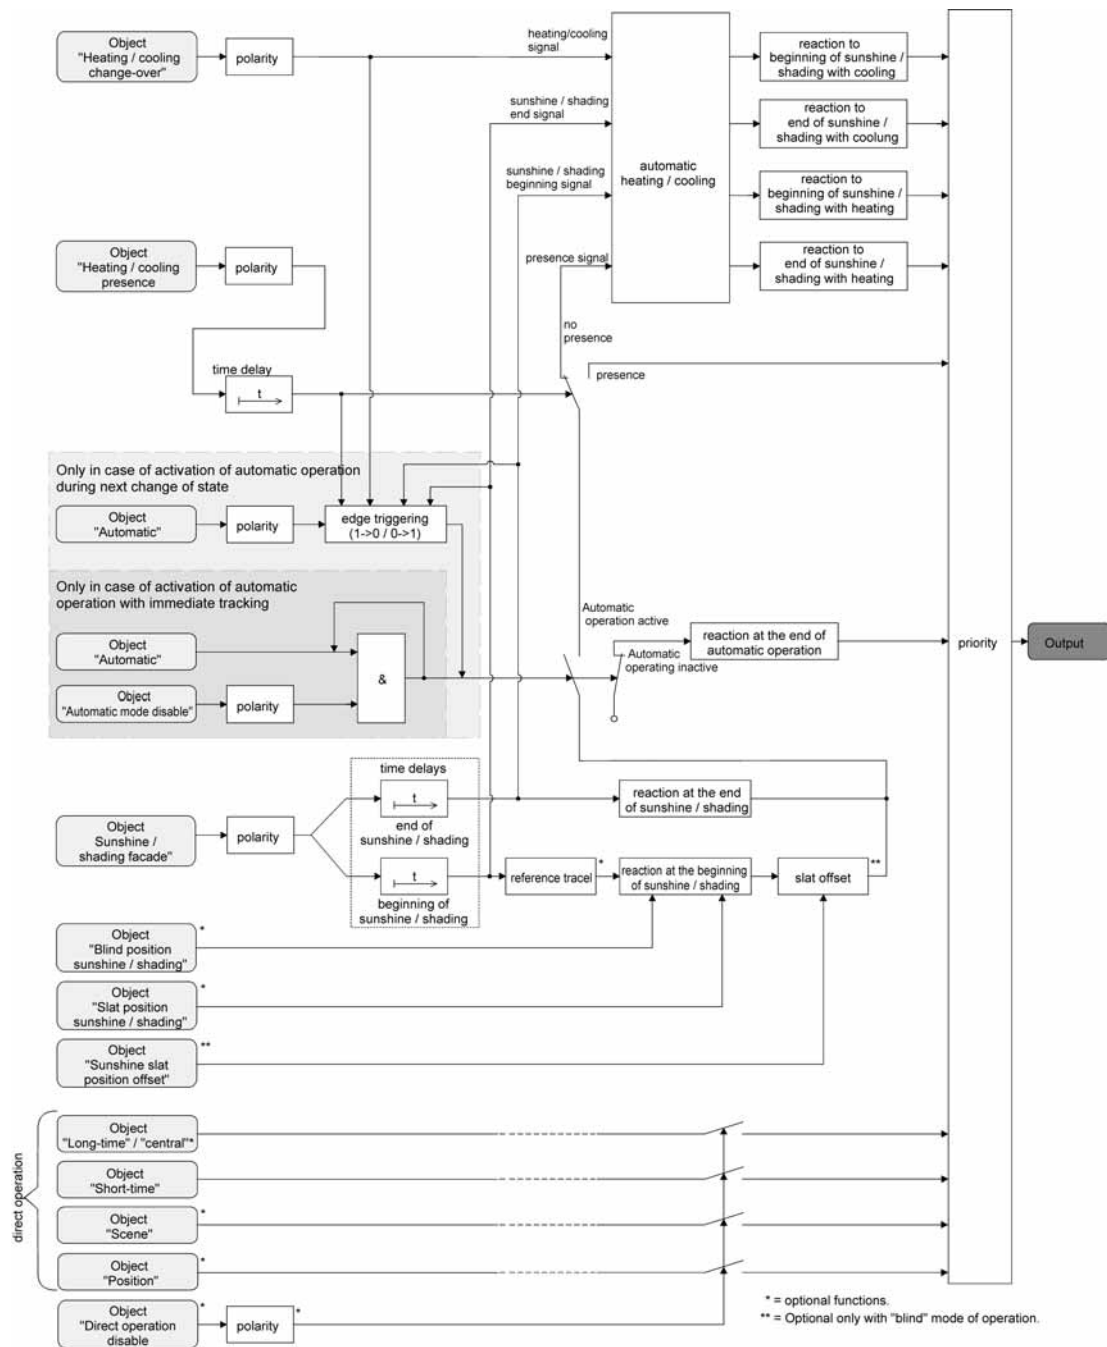 Object
"Heating / cooling
change-over"
polarity
heating/cooling
signal
sunshine / shading
end signal
sunshine / shading
beginning signal
presence signal
automatic
heating / cooling
reaction to
beginning of sunshine /
shading with cooling
reaction to
end of sunshine /
shading with coolung
reaction to
beginning of sunshine /
shading with heating
reaction to
end of sunshine /
shading with heating
Object
"Heating / cooling
presence
polarity
no
presence
presence
time delay
t
Only in case of activation of automatic operation
during next change of state
Object
"Automatic"
polarity
edge triggering
(1->0 / 0->1)
Only in case of activation of automatic
operation with immediate tracking
Object
"Automatic"
Object
"Automatic mode disable"
polarity
&
Automatic
operation active
Automatic
operating inactive
reaction at the end of
automatic operation
priority
Output
Object
Sunshine /
shading facade"
polarity
time delays
t
end of
sunshine / shading
t
beginning of
sunshine / shading
reaction at the end
of sunshine / shading
reference tracel
*
reaction at the beginning
of sunshine / shading
slat offset
**
Object
"Blind position
sunshine / shading"
*
Object
"Slat position
sunshine / shading"
*
Object
"Sunshine slat
position offset"
**
direct operation
Object
"Long-time" / "central"*
Object
"Short-time"
Object
"Scene"
*
Object
"Position"
*
Object
"Direct operation
disable
*
polarity
*
* = optional functions.
** = Optional only with "blind" mode of operation.